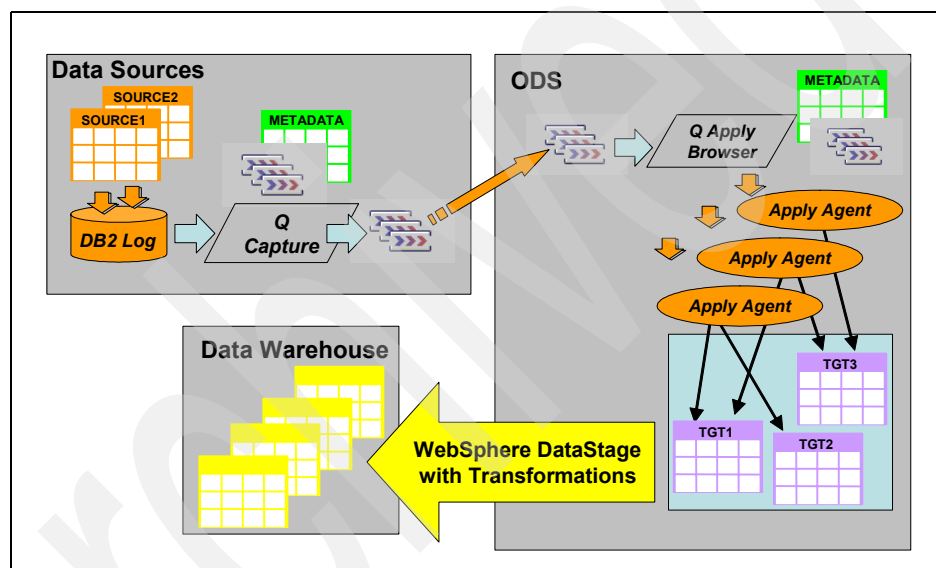 Data Sources
SOURCE2
SOURCE1
METADATA
DB2 Log
Q
Capture
ODS
METADATA
Q Apply
Browser
Apply Agent
Apply Agent
Apply Agent
TGT3
TGT1
TGT2
Data Warehouse
WebSphere DataStage
with Transformations